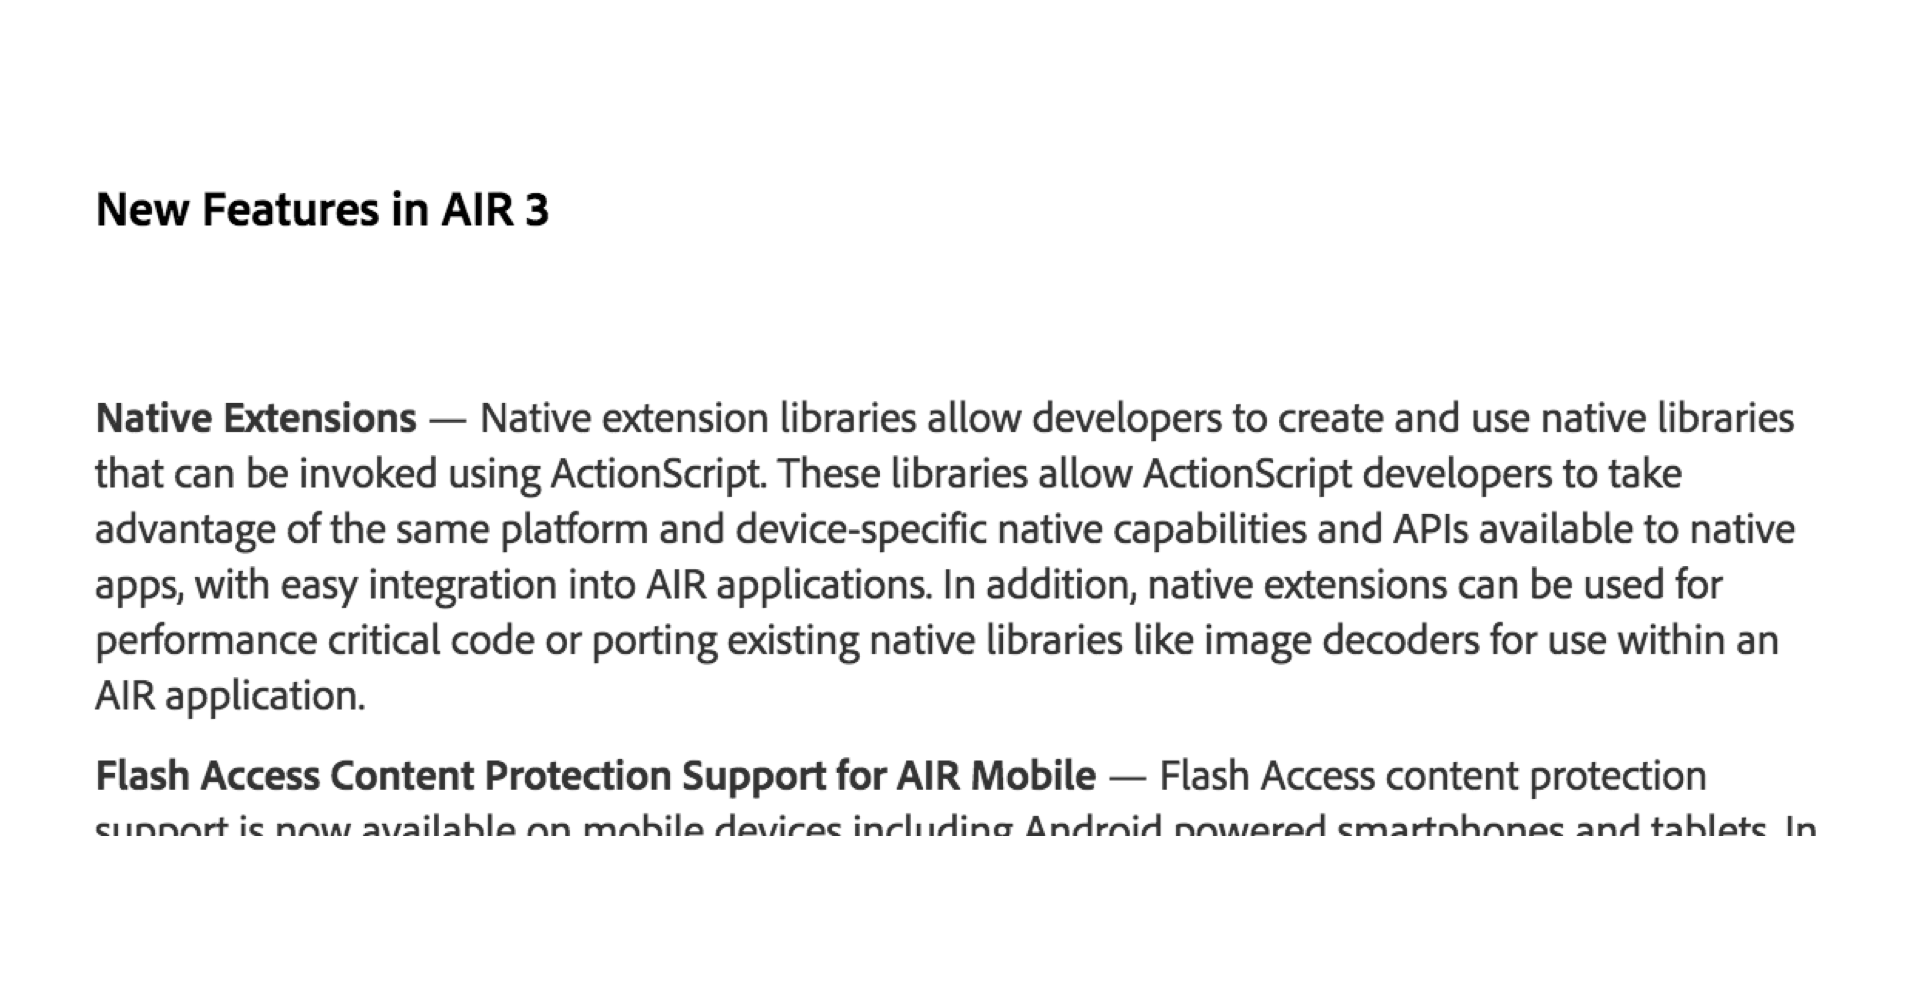 New Features in AIR 3
Native Extensions — Native extension libraries allow developers to create and use native libraries
that can be invoked using ActionScript. These libraries allow ActionScript developers to take
advantage of the same platform and device-specific native capabilities and APIs available to native
apps, with easy integration into AIR applications. In addition, native extensions can be used for
performance critical code or porting existing native libraries like image decoders for use within an
AIR application.
Flash Access Content Protection Support for AIR Mobile — Flash Access content protection
support is now available on mobile devices including Android powered smartphones and tablets. In